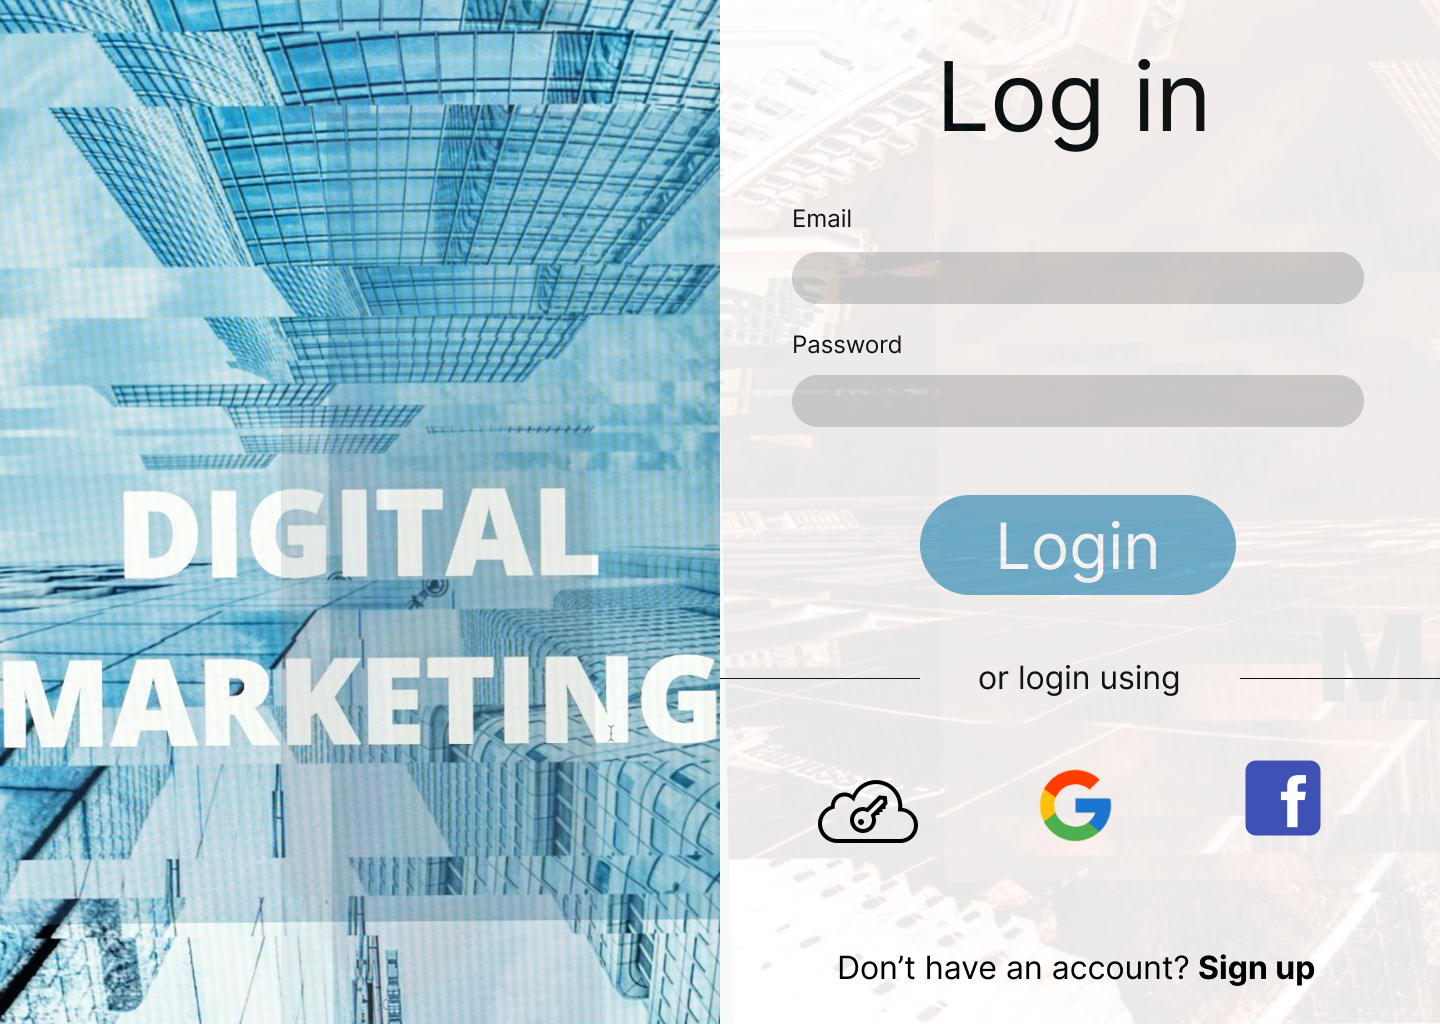 DIGITAL
MARKETING
Log in
Email
Password
Login
or login using
M
Don’t have an account? Sign up